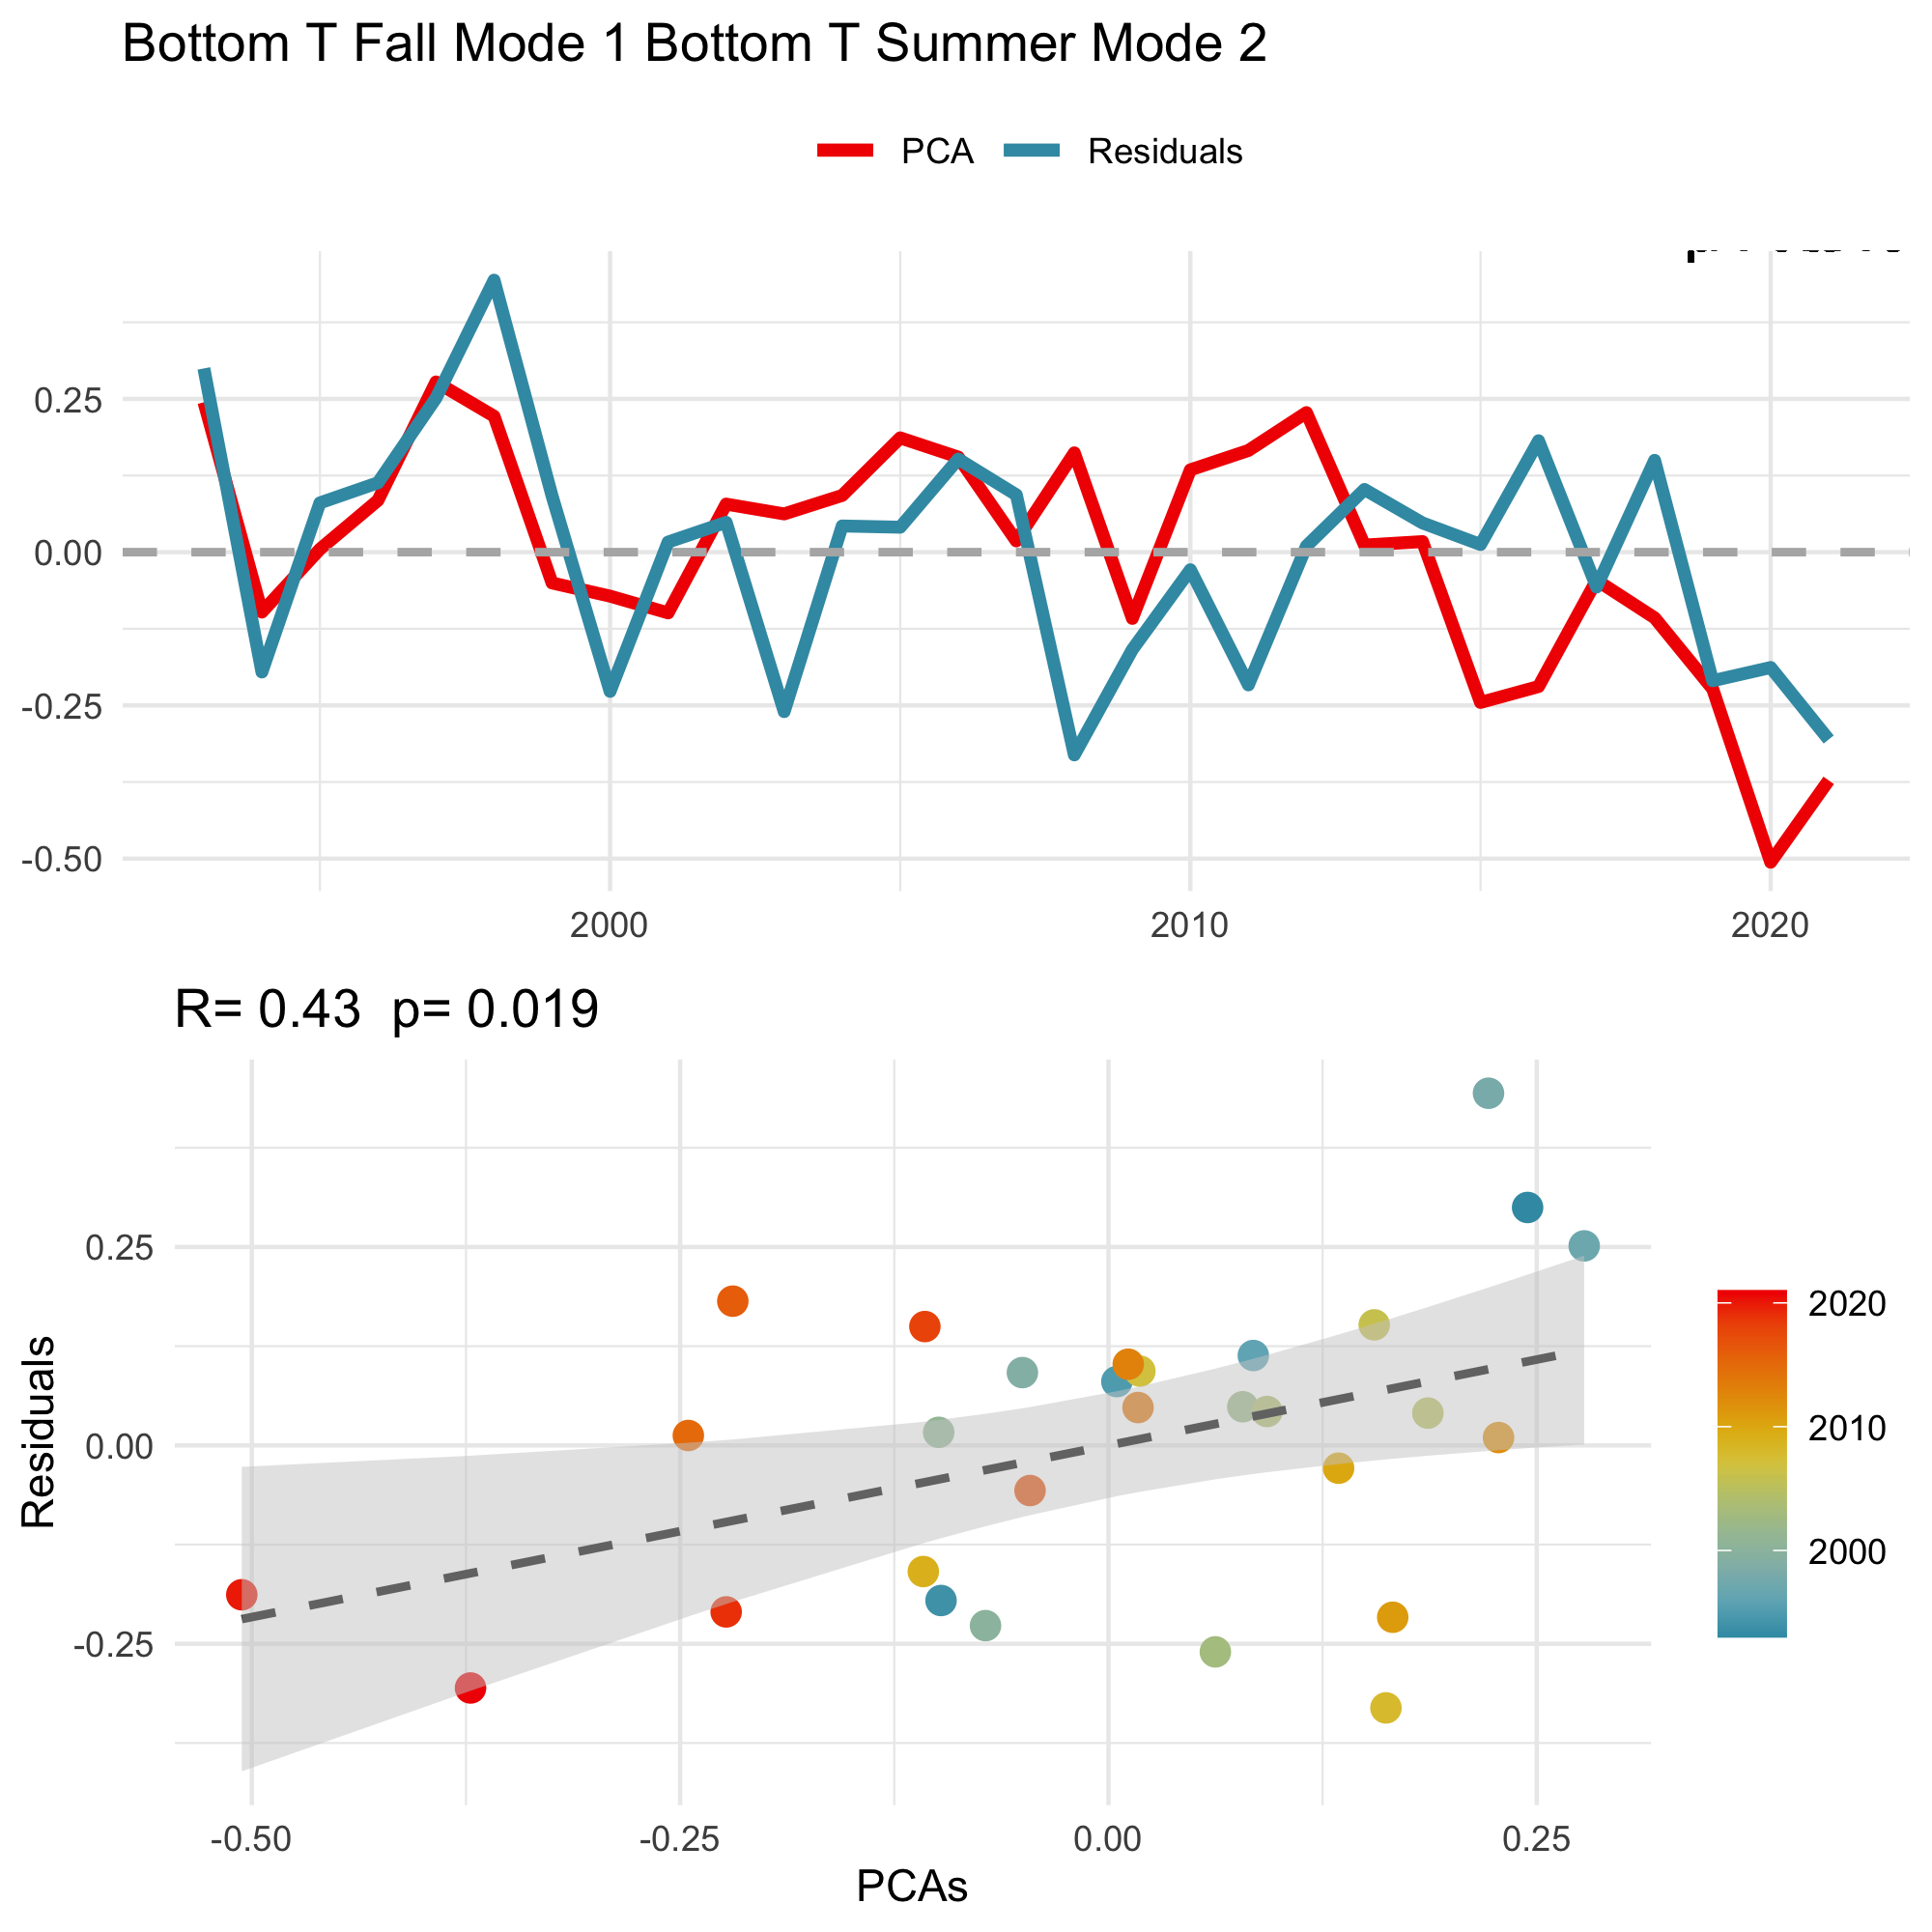 Bottom T Fall Mode 1 Bottom T Summer Mode 2
PCA Residuals
0.25
0.00
-0.25
-0.50
2000 2010 2020
R= 0.43 p= 0.019
Residuals
0.25
0.00
-0.25
-0.50 -0.25 0.00 0.25
PCAs
2020
2010
2000